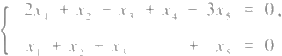 2x₁ + x₂ − x₃ + x₄ − 3x₅ = 0,
x₁ + x₂ − x₃ + x₅ = 0